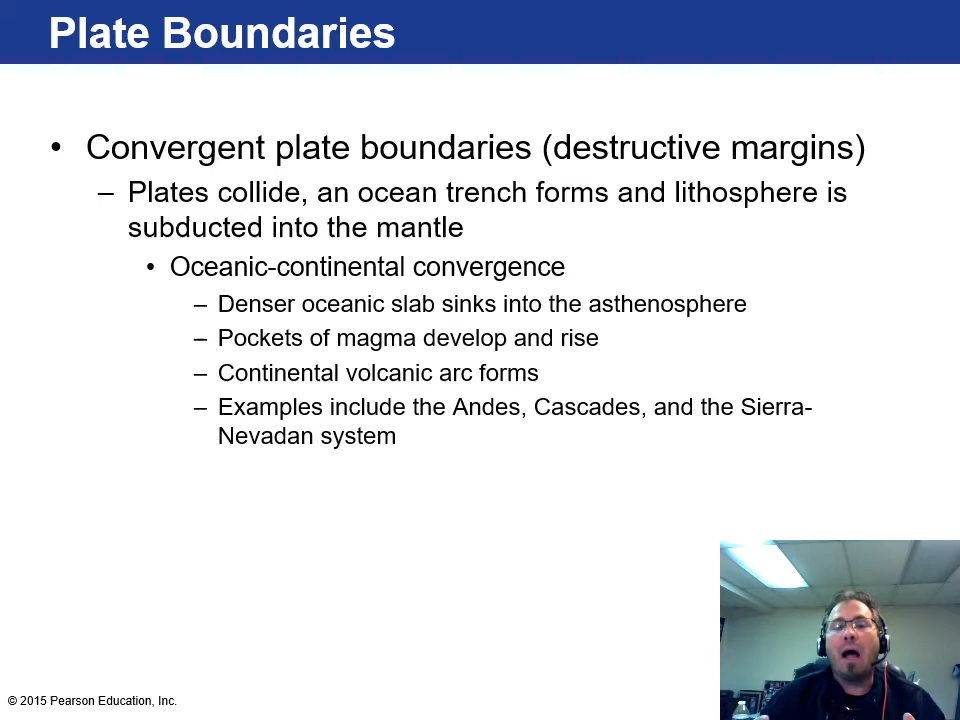 Plate Boundaries
• Convergent plate boundaries (destructive margins)
– Plates collide, an ocean trench forms and lithosphere is
subducted into the mantle
• Oceanic-continental convergence
– Denser oceanic slab sinks into the asthenosphere
– Pockets of magma develop and rise
– Continental volcanic arc forms
– Examples include the Andes, Cascades, and the Sierra-
Nevadan system
© 2015 Pearson Education, Inc.